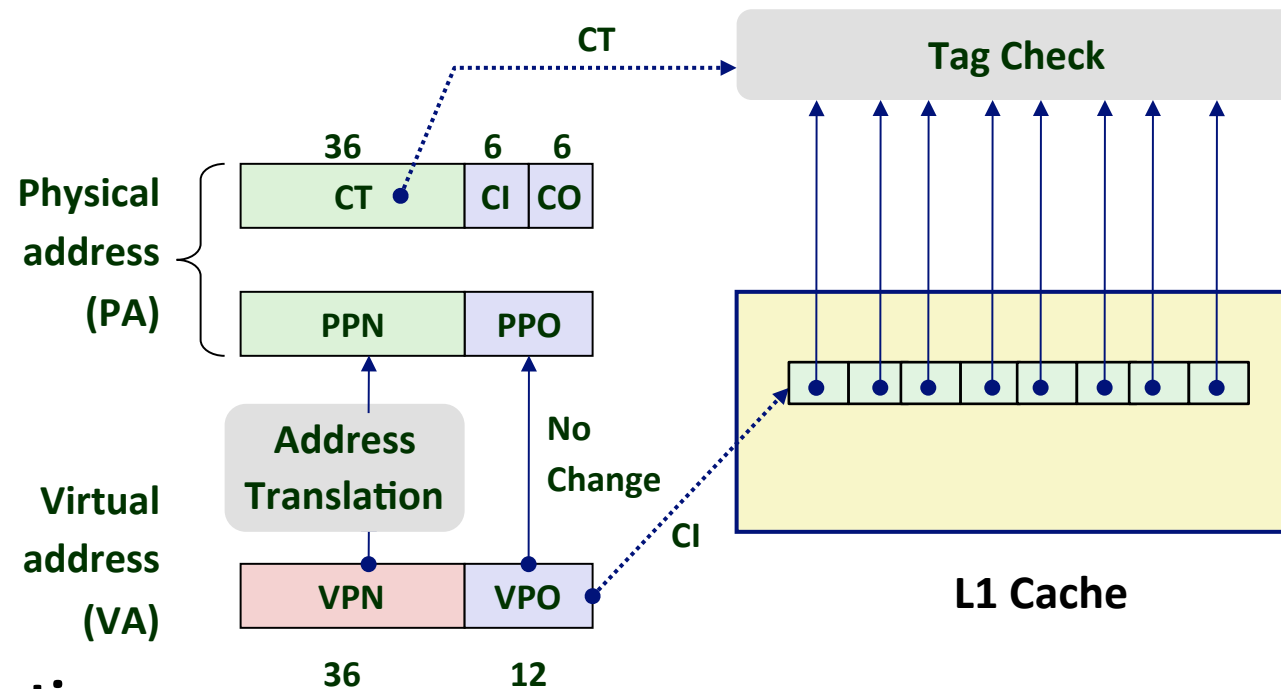 CT
Tag Check
36 6 6
Physical
address
(PA)
CT CI CO
PPN PPO
Address
Translation
No
Change
CI
Virtual
address
(VA)
VPN VPO
L1 Cache
36 12